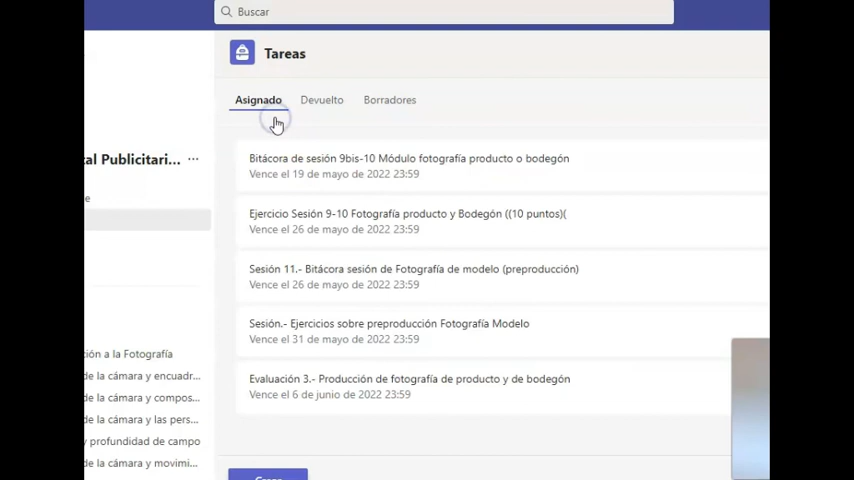 Buscar
Tareas
Asignado Devuelto Borradores
tal Publicitari... ...
Bitácora de sesión 9bis-10 Módulo fotografía producto o bodegón
Vence el 19 de mayo de 2022 23:59
Ejercicio Sesión 9-10 Fotografía producto y Bodegón ((10 puntos)(
Vence el 26 de mayo de 2022 23:59
Sesión 11.- Bitácora sesión de Fotografía de modelo (preproducción)
Vence el 26 de mayo de 2022 23:59
Sesión.- Ejercicios sobre preproducción Fotografía Modelo
Vence el 31 de mayo de 2022 23:59
Evaluación 3.- Producción de fotografía de producto y de bodegón
Vence el 6 de junio de 2022 23:59
ción a la Fotografía
de la cámara y encuadr...
de la cámara y compos...
de la cámara y las pers...
y profundidad de campo
de la cámara y movimi...